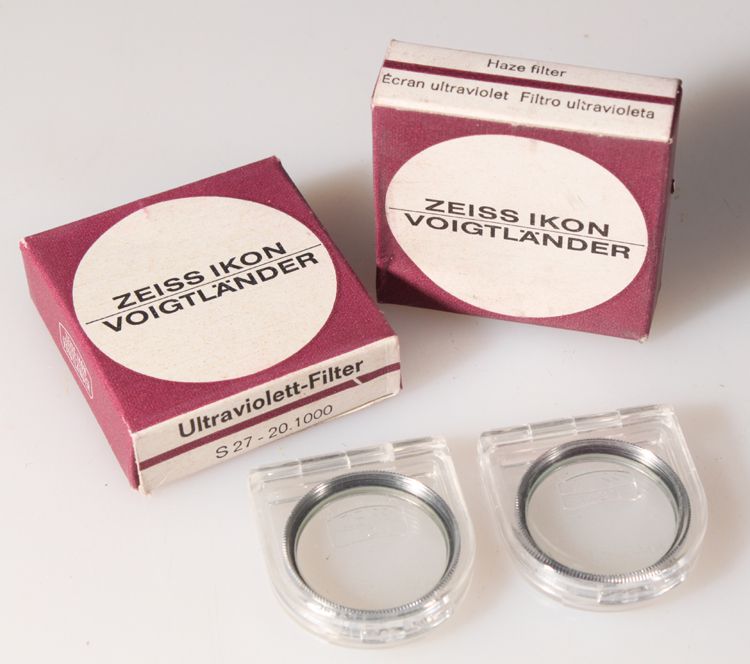 ZEISS IKON
VOIGTLÄNDER
Ultraviolett-Filter
S 27 - 20.1000
Haze filter
Écran ultraviolet Filtro ultravioleta
ZEISS IKON
VOIGTLÄNDER